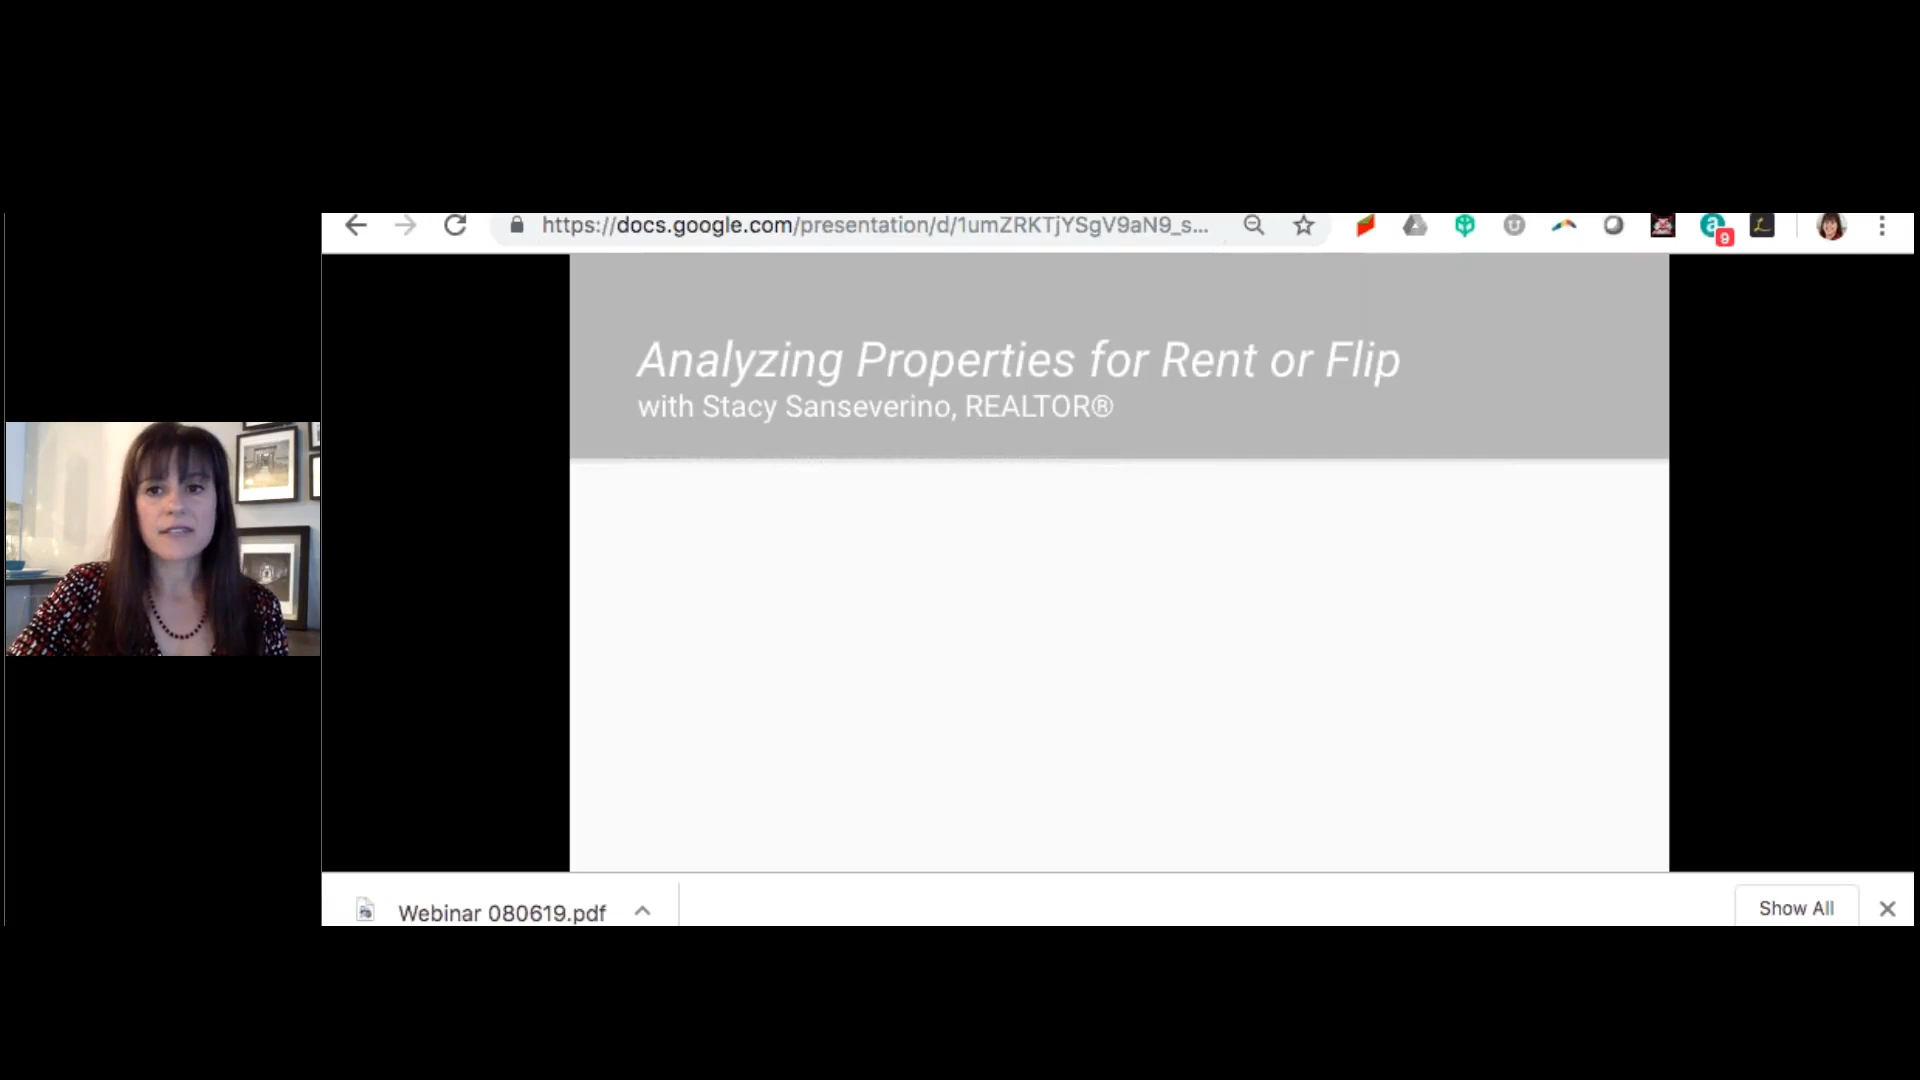 https://docs.google.com/presentation/d/1umZRKTjYSgV9aN9_s...
a
9
L
Analyzing Properties for Rent or Flip
with Stacy Sanseverino, REALTOR®
Webinar 080619.pdf
Show All